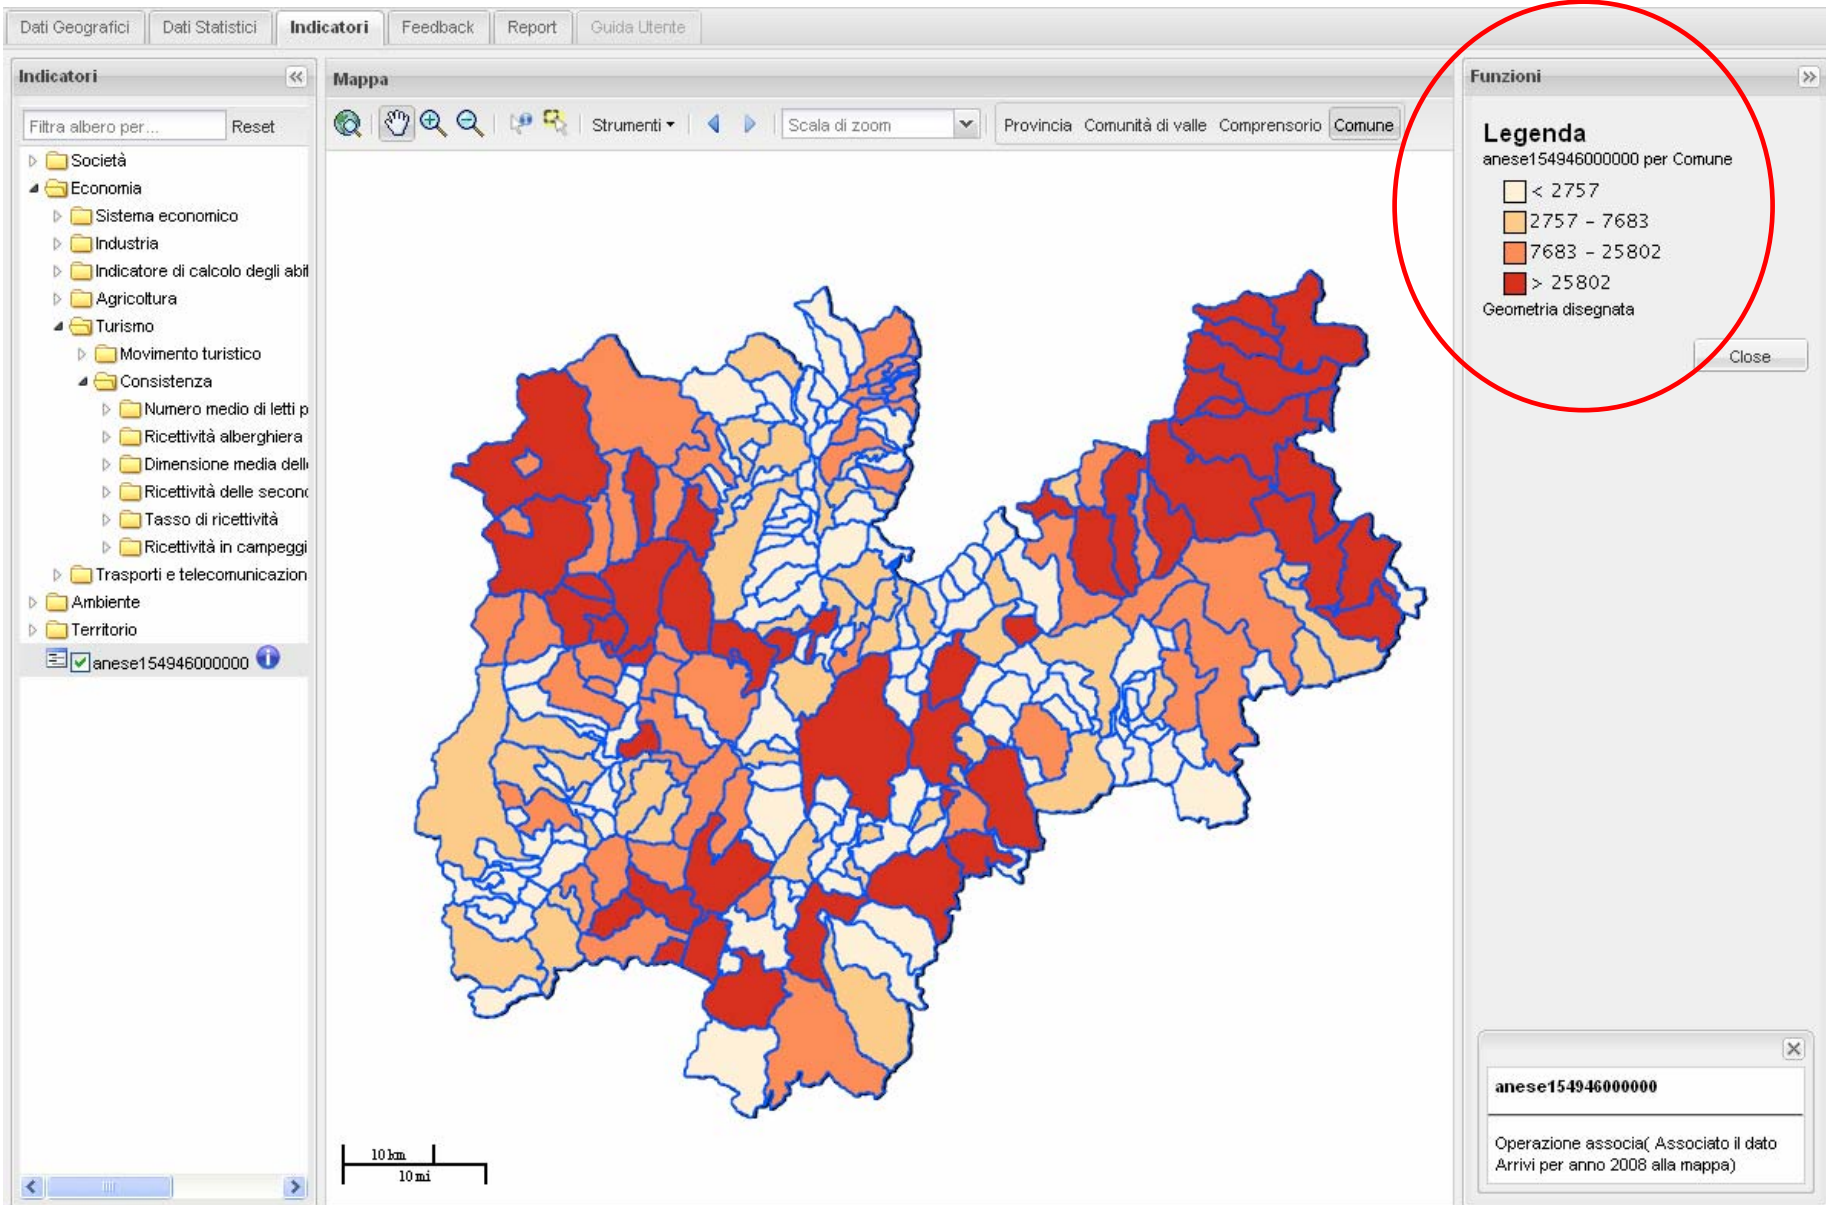 Dati Geografici
Dati Statistici
Indicatori
Feedback
Report
Guida Utente
Indicatori
Filtra albero per...
Reset
Società
Economia
Sistema economico
Industria
Indicatore di calcolo degli abit
Agricoltura
Turismo
Movimento turistico
Consistenza
Numero medio di letti p
Ricettività alberghiera
Dimensione media delle
Ricettività delle second
Tasso di ricettività
Ricettività in campeggi
Trasporti e telecomunicazion
Ambiente
Territorio
anese154946000000
Mappa
Strumenti
Scala di zoom
Provincia Comunità di valle Comprensorio Comune
10 km
10 mi
Funzioni
Legenda
anese154946000000 per Comune
< 2757
2757 - 7683
7683 - 25802
> 25802
Geometria disegnata
Close
anese154946000000
Operazione associa( Associato il dato
Arrivi per anno 2008 alla mappa)